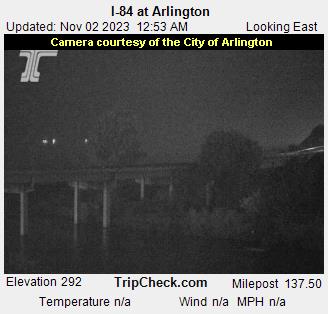 I-84 at Arlington
Updated: Nov 02 2023 12:53 AM Looking East
Camera courtesy of the City of Arlington
Elevation 292 TripCheck.com Milepost 137.50
Temperature n/a Wind n/a MPH n/a